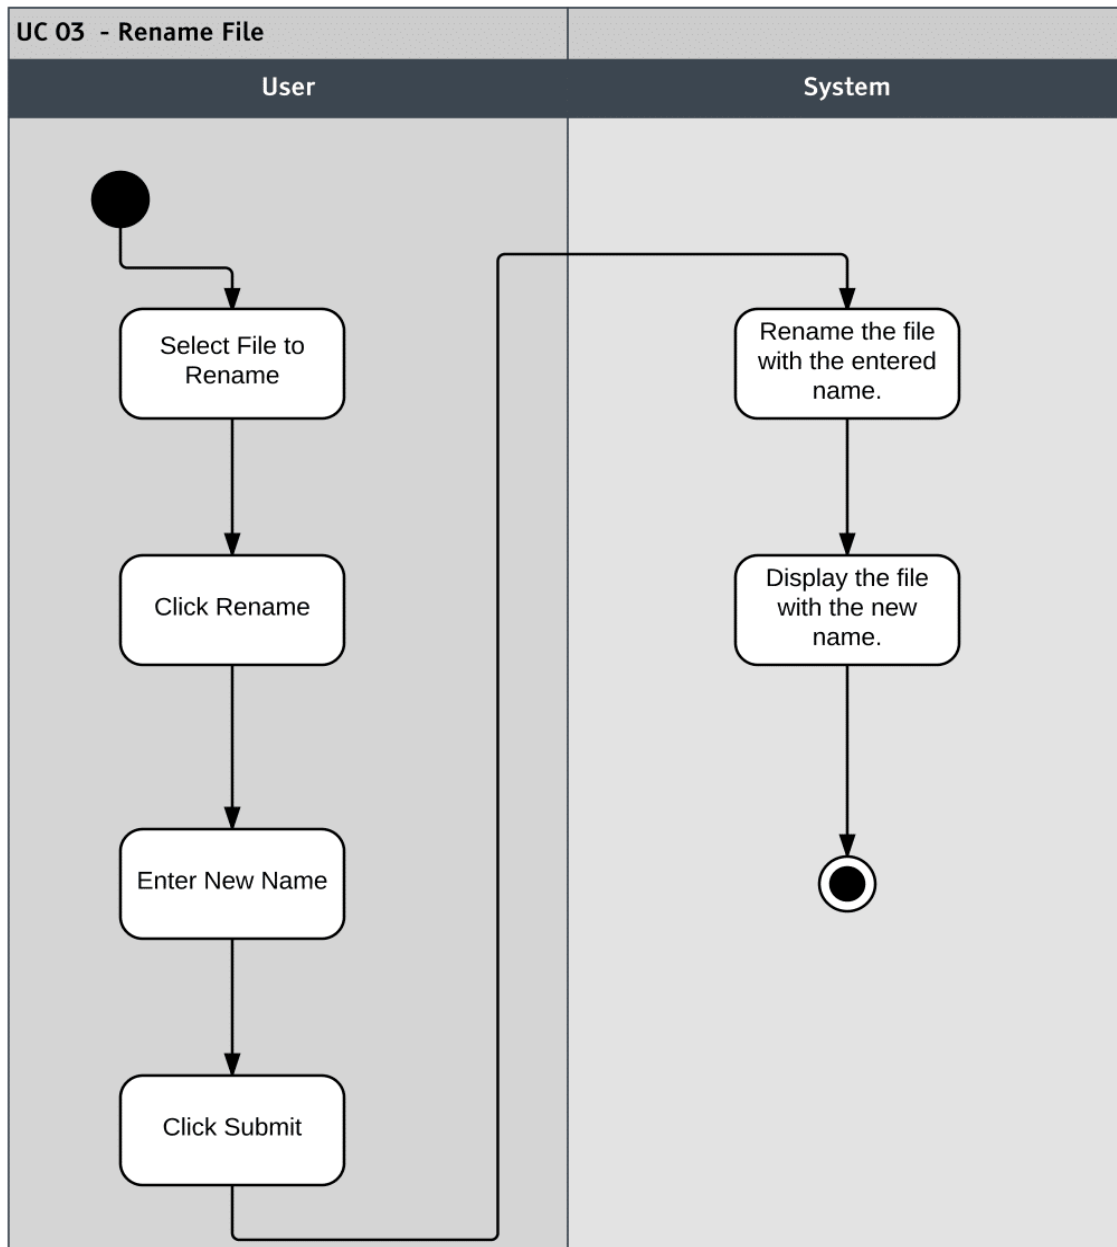 UC 03  - Rename File
User
System
Select File to
Rename
Click Rename
Enter New Name
Click Submit
Rename the file
with the entered
name.
Display the file
with the new
name.